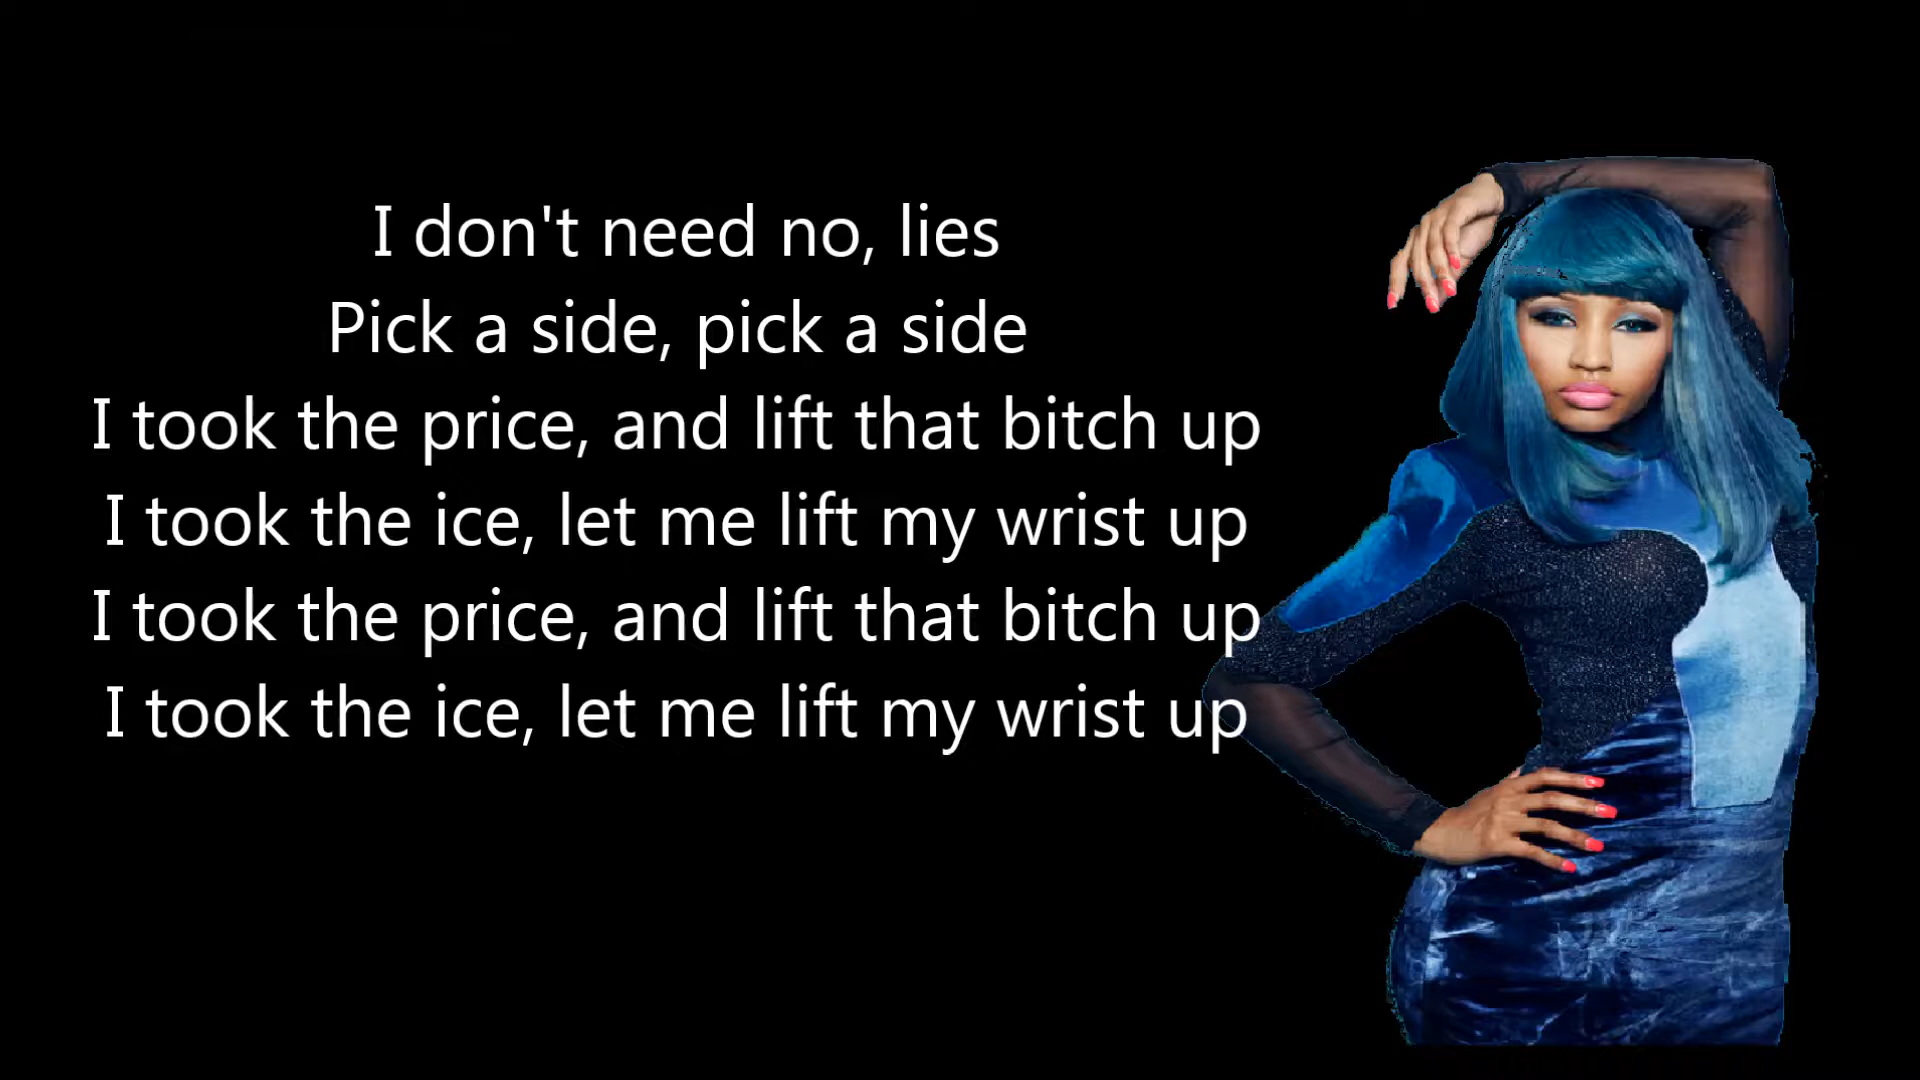 I don't need no, lies
Pick a side, pick a side
I took the price, and lift that bitch up
I took the ice, let me lift my wrist up
I took the price, and lift that bitch up
I took the ice, let me lift my wrist up